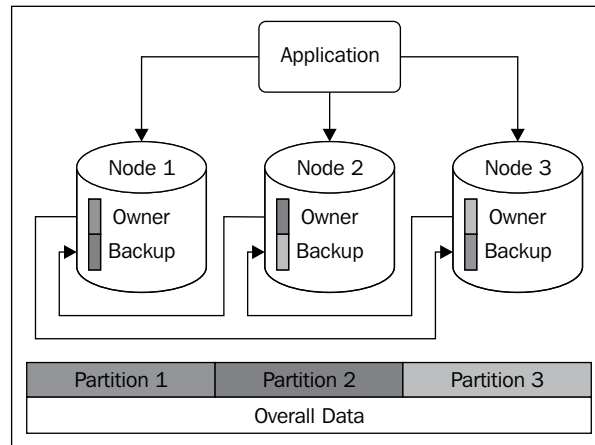 Application
Node 1
Node 2
Node 3
Owner
Backup
Owner
Backup
Owner
Backup
Partition 1
Partition 2
Partition 3
Overall Data